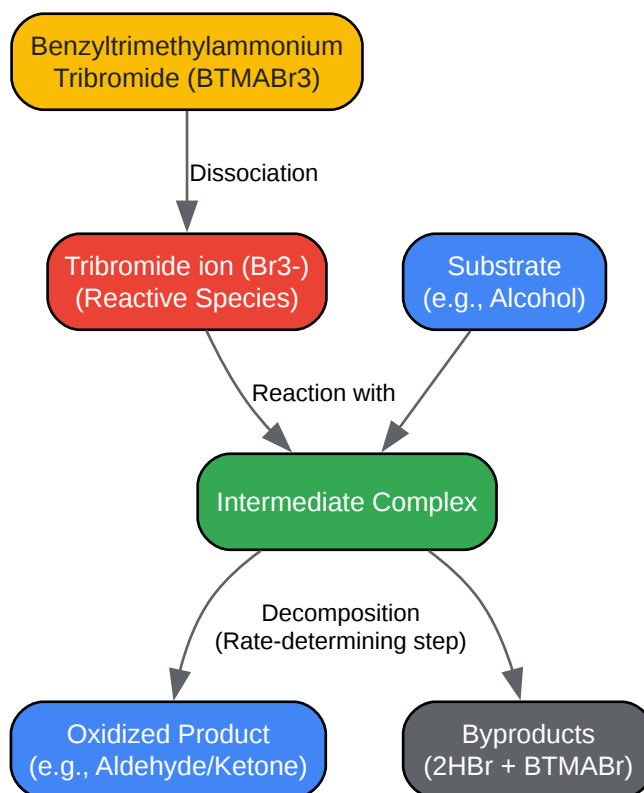 Benzyltrimethylammonium
Tribromide (BTMABr3)
Dissociation
Tribromide ion (Br3-)
(Reactive Species)
Substrate
(e.g., Alcohol)
Reaction with
Intermediate Complex
Decomposition
(Rate-determining step)
Oxidized Product
(e.g., Aldehyde/Ketone)
Byproducts
(2HBr + BTMABr)